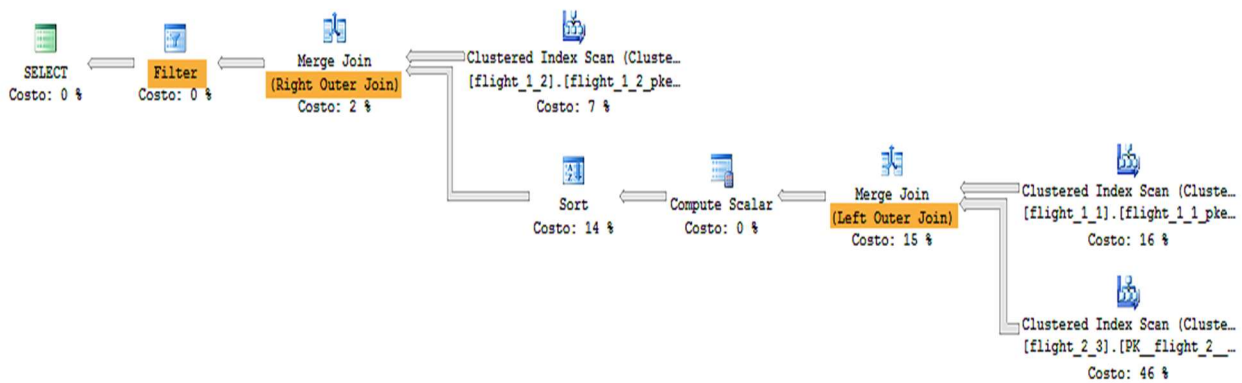 SELECT
Costo: 0 %
Filter
Costo: 0 %
Merge Join
(Right Outer Join)
Costo: 2 %
Clustered Index Scan (Cluste…
[flight_1_2].[flight_1_2_pke…
Costo: 7 %
Sort
Costo: 14 %
Compute Scalar
Costo: 0 %
Merge Join
(Left Outer Join)
Costo: 15 %
Clustered Index Scan (Cluste…
[flight_1_1].[flight_1_1_pke…
Costo: 16 %
Clustered Index Scan (Cluste…
[flight_2_3].[PK__flight_2__…
Costo: 46 %